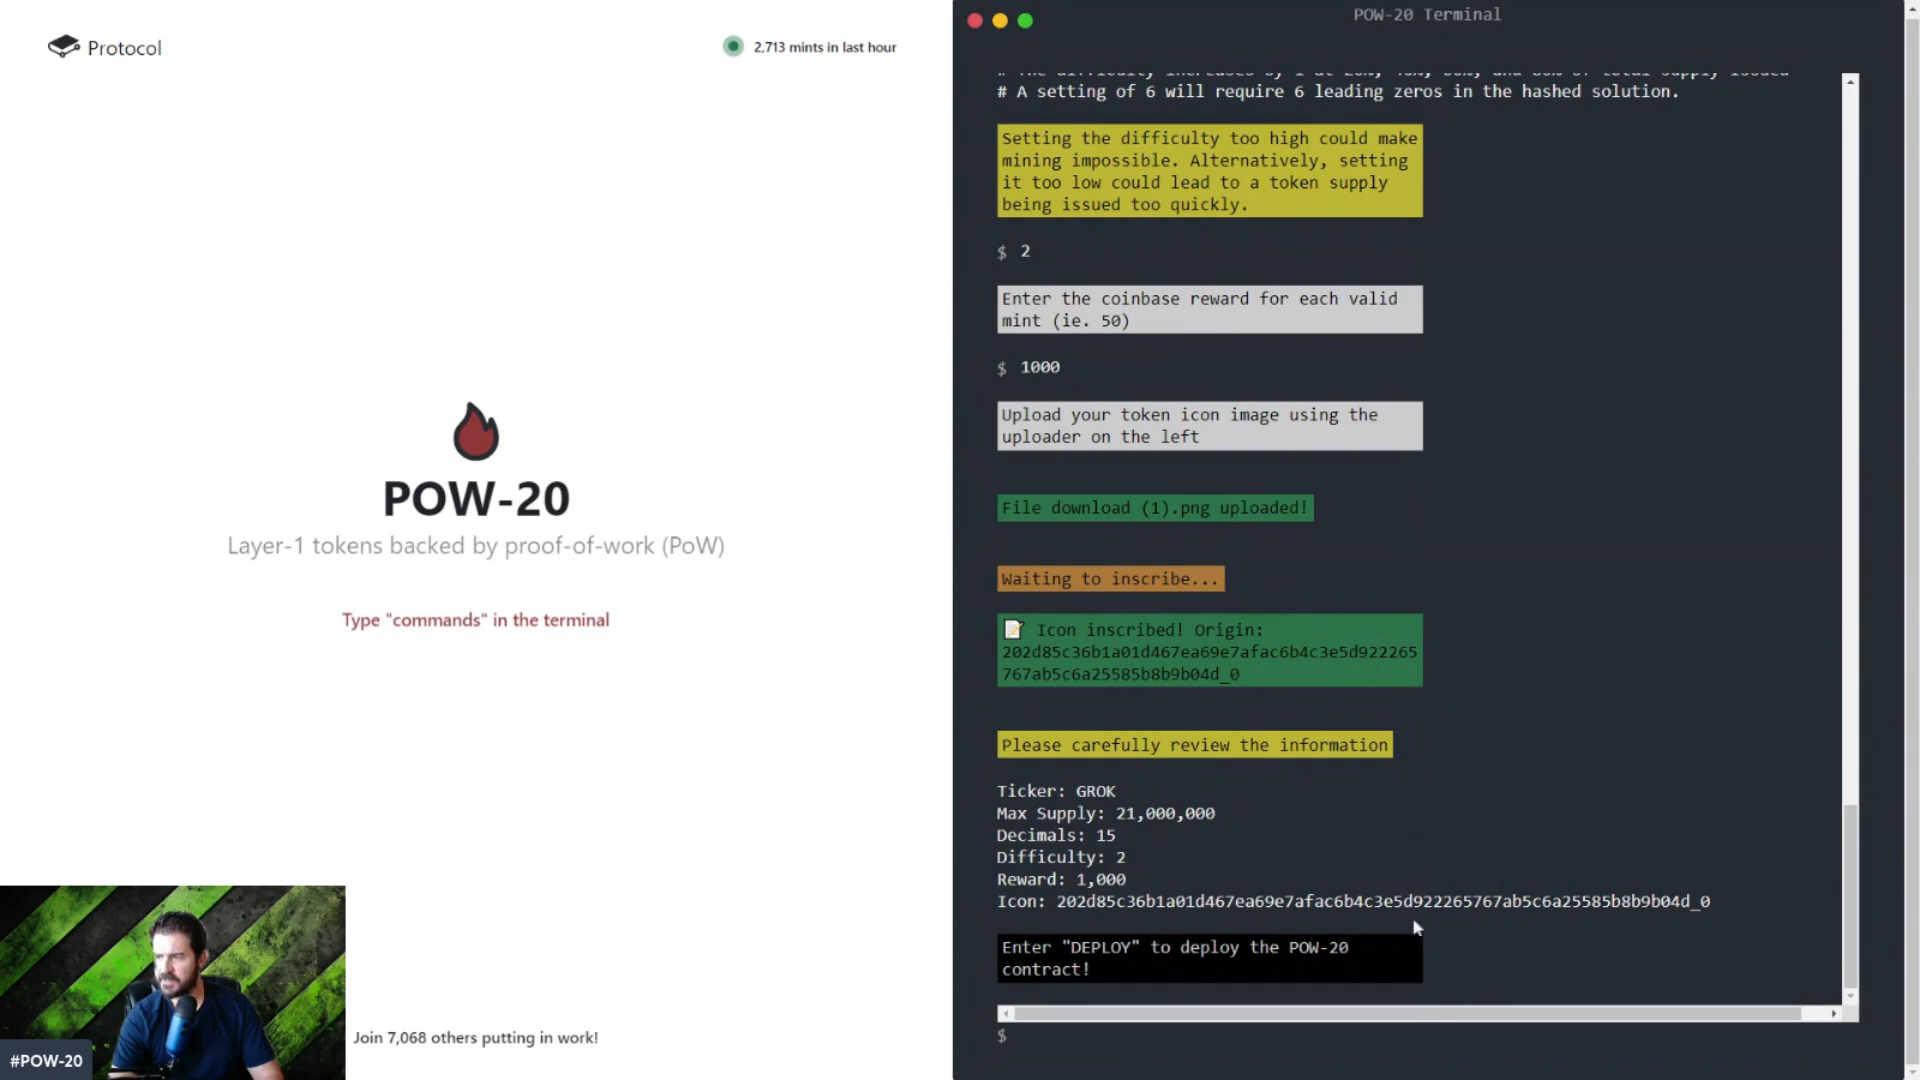 Protocol
2,713 mints in last hour
POW-20
Layer-1 tokens backed by proof-of-work (PoW)
Type "commands" in the terminal
Join 7,068 others putting in work!
#POW-20
POW-20 Terminal
# A setting of 6 will require 6 leading zeros in the hashed solution.
Setting the difficulty too high could make
mining impossible. Alternatively, setting
it too low could lead to a token supply
being issued too quickly.
$ 2
Enter the coinbase reward for each valid
mint (ie. 50)
$ 1000
Upload your token icon image using the
uploader on the left
File download (1).png uploaded!
Waiting to inscribe...
Icon inscribed! Origin:
202d85c36b1a01d467ea69e7afac6b4c3e5d922265
767ab5c6a25585b8b9b04d_0
Please carefully review the information
Ticker: GROK
Max Supply: 21,000,000
Decimals: 15
Difficulty: 2
Reward: 1,000
Icon: 202d85c36b1a01d467ea69e7afac6b4c3e5d922265767ab5c6a25585b8b9b04d_0
Enter "DEPLOY" to deploy the POW-20
contract!
$